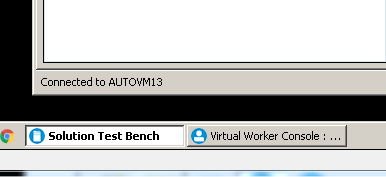 Connected to AUTOVM13
Solution Test Bench
Virtual Worker Console : ...